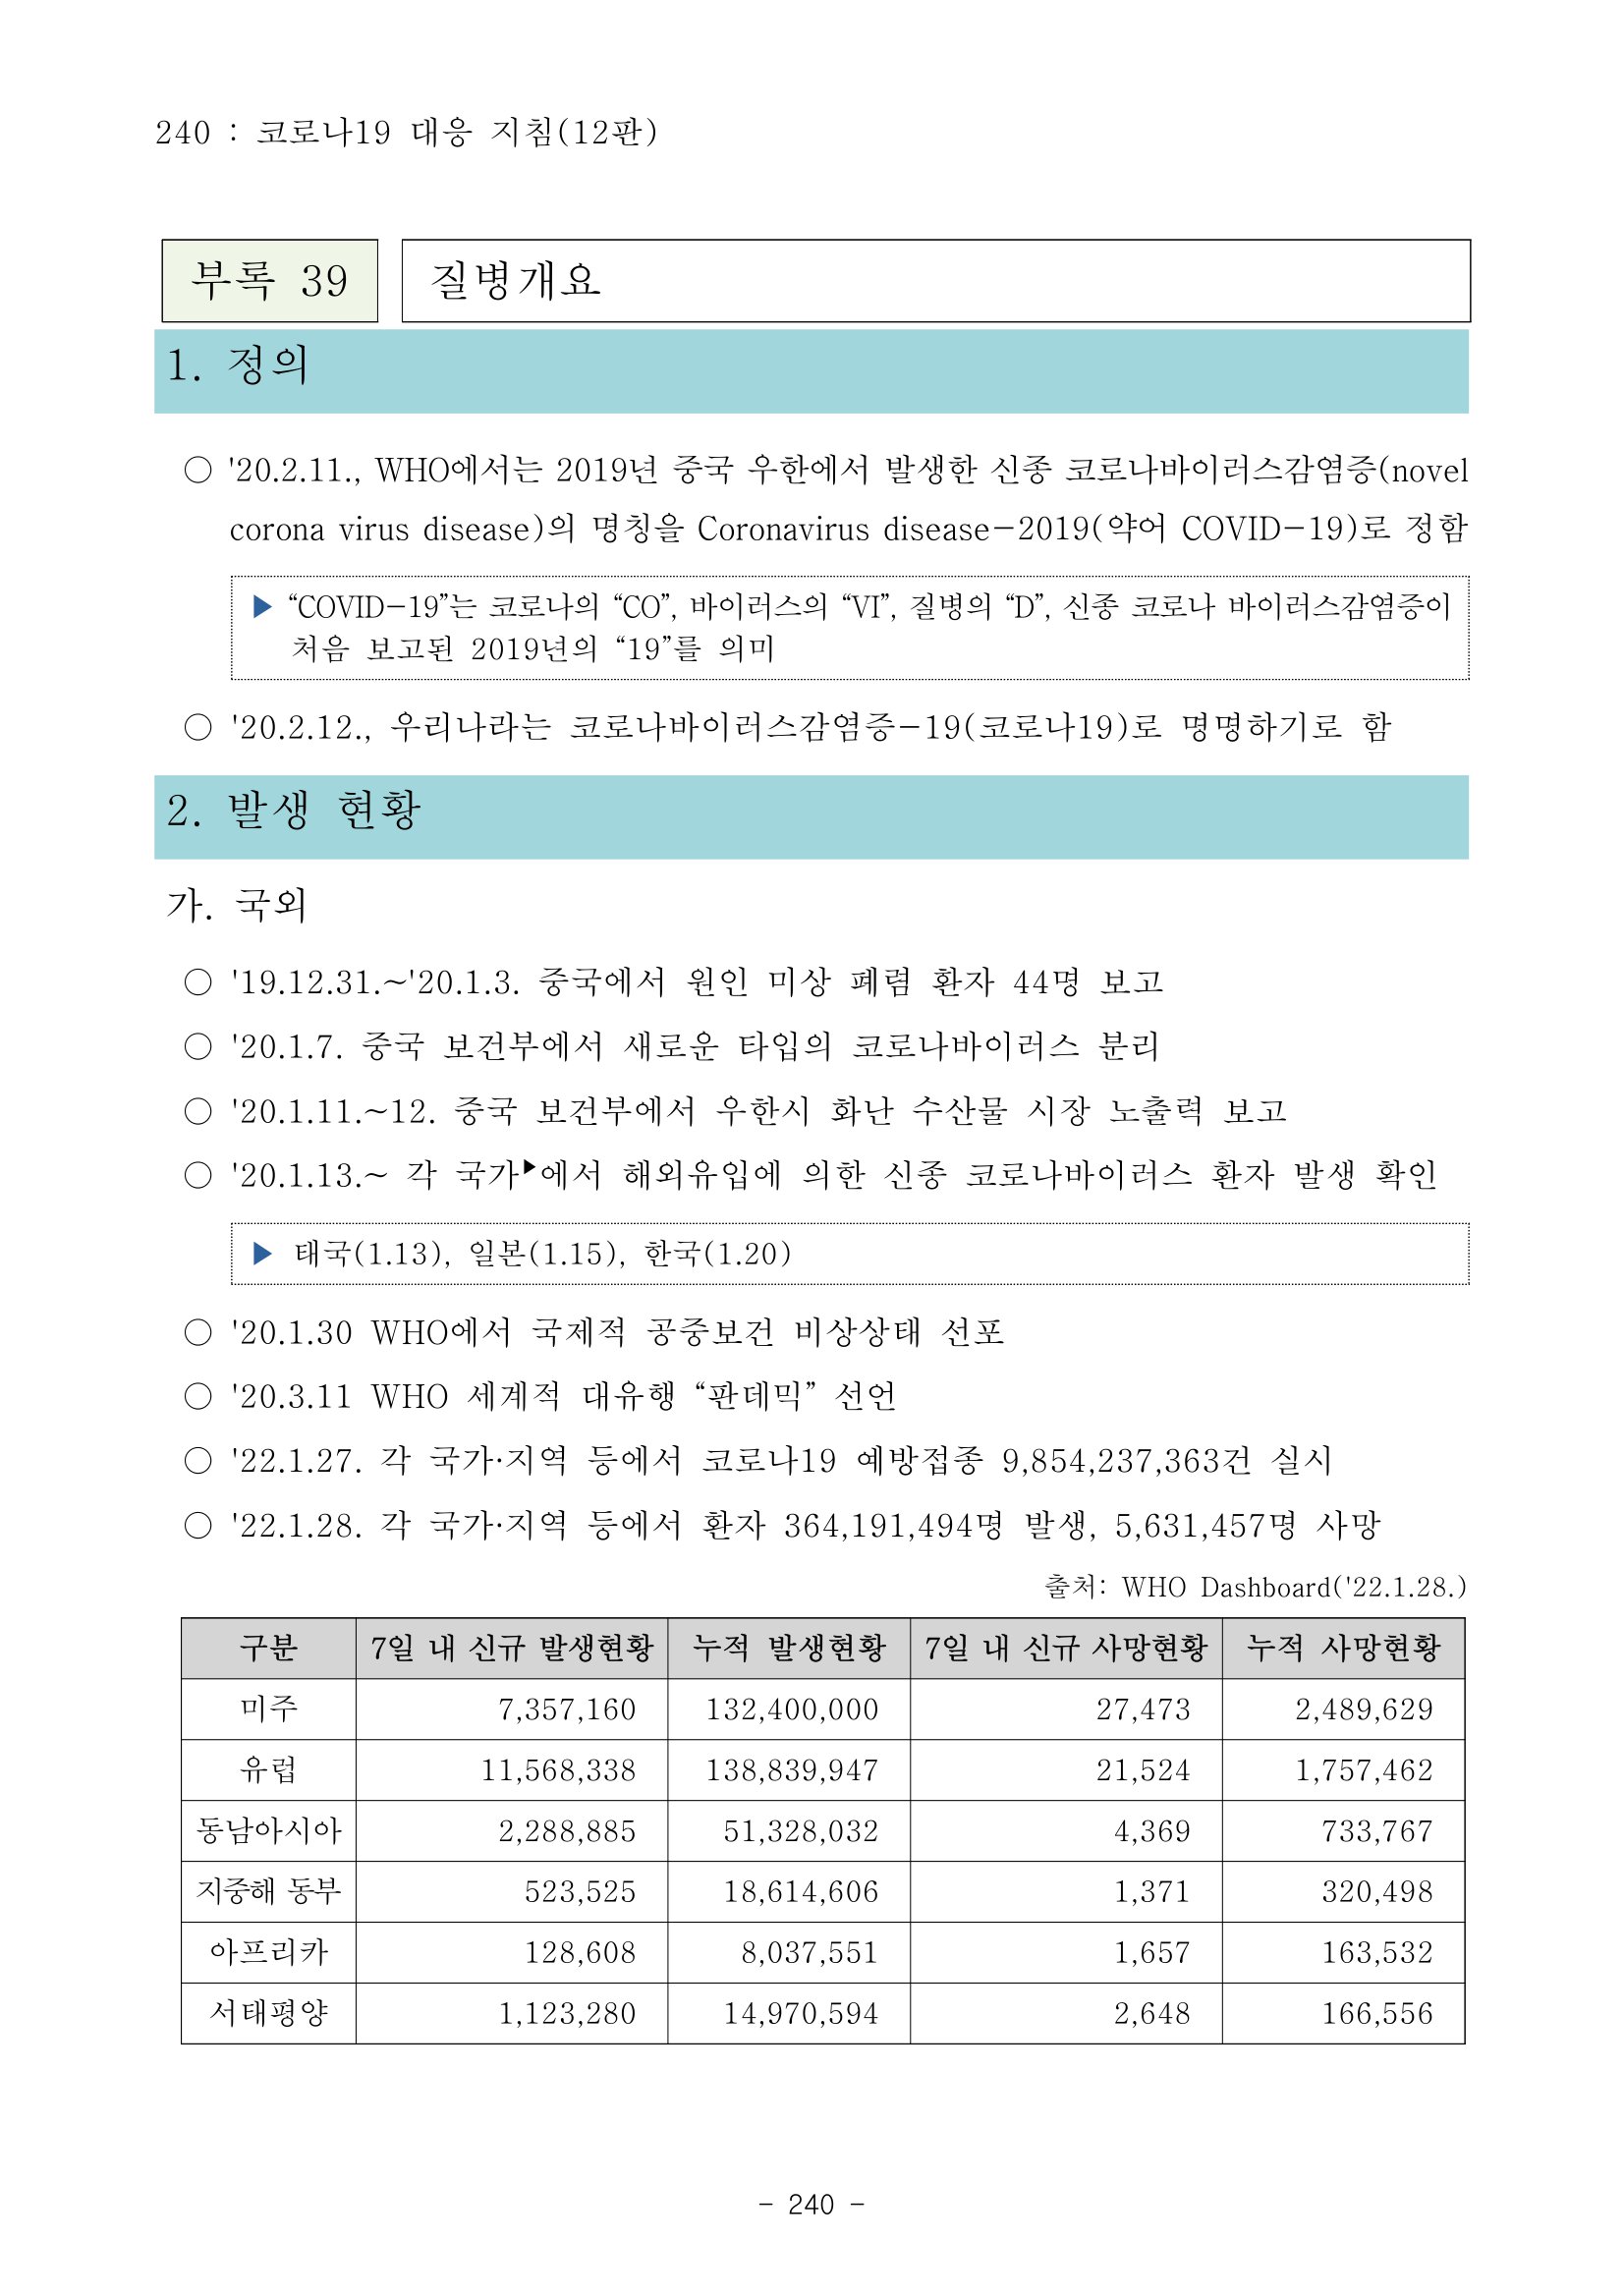 240 : 코로나19 대응 지침(12판)
부록 39 질병개요
1. 정의
○ '20.2.11., WHO에서는 2019년 중국 우한에서 발생한 신종 코로나바이러스감염증(novel
corona virus disease)의 명칭을 Coronavirus disease-2019(약어 COVID-19)로 정함
▶ “COVID-19”는 코로나의 “CO”, 바이러스의 “VI”, 질병의 “D”, 신종 코로나 바이러스감염증이
처음 보고된 2019년의 “19”를 의미
○ '20.2.12., 우리나라는 코로나바이러스감염증-19(코로나19)로 명명하기로 함
2. 발생 현황
가. 국외
○ '19.12.31.~'20.1.3. 중국에서 원인 미상 폐렴 환자 44명 보고
○ '20.1.7. 중국 보건부에서 새로운 타입의 코로나바이러스 분리
○ '20.1.11.~12. 중국 보건부에서 우한시 화난 수산물 시장 노출력 보고
○ '20.1.13.~ 각 국가▶에서 해외유입에 의한 신종 코로나바이러스 환자 발생 확인
▶ 태국(1.13), 일본(1.15), 한국(1.20)
○ '20.1.30 WHO에서 국제적 공중보건 비상상태 선포
○ '20.3.11 WHO 세계적 대유행 “판데믹” 선언
○ '22.1.27. 각 국가·지역 등에서 코로나19 예방접종 9,854,237,363건 실시
○ '22.1.28. 각 국가·지역 등에서 환자 364,191,494명 발생, 5,631,457명 사망
출처: WHO Dashboard('22.1.28.)
구분 7일 내 신규 발생현황 누적 발생현황 7일 내 신규 사망현황 누적 사망현황
미주 7,357,160 132,400,000 27,473 2,489,629
유럽 11,568,338 138,839,947 21,524 1,757,462
동남아시아 2,288,885 51,328,032 4,369 733,767
지중해 동부 523,525 18,614,606 1,371 320,498
아프리카 128,608 8,037,551 1,657 163,532
서태평양 1,123,280 14,970,594 2,648 166,556
- 240 -